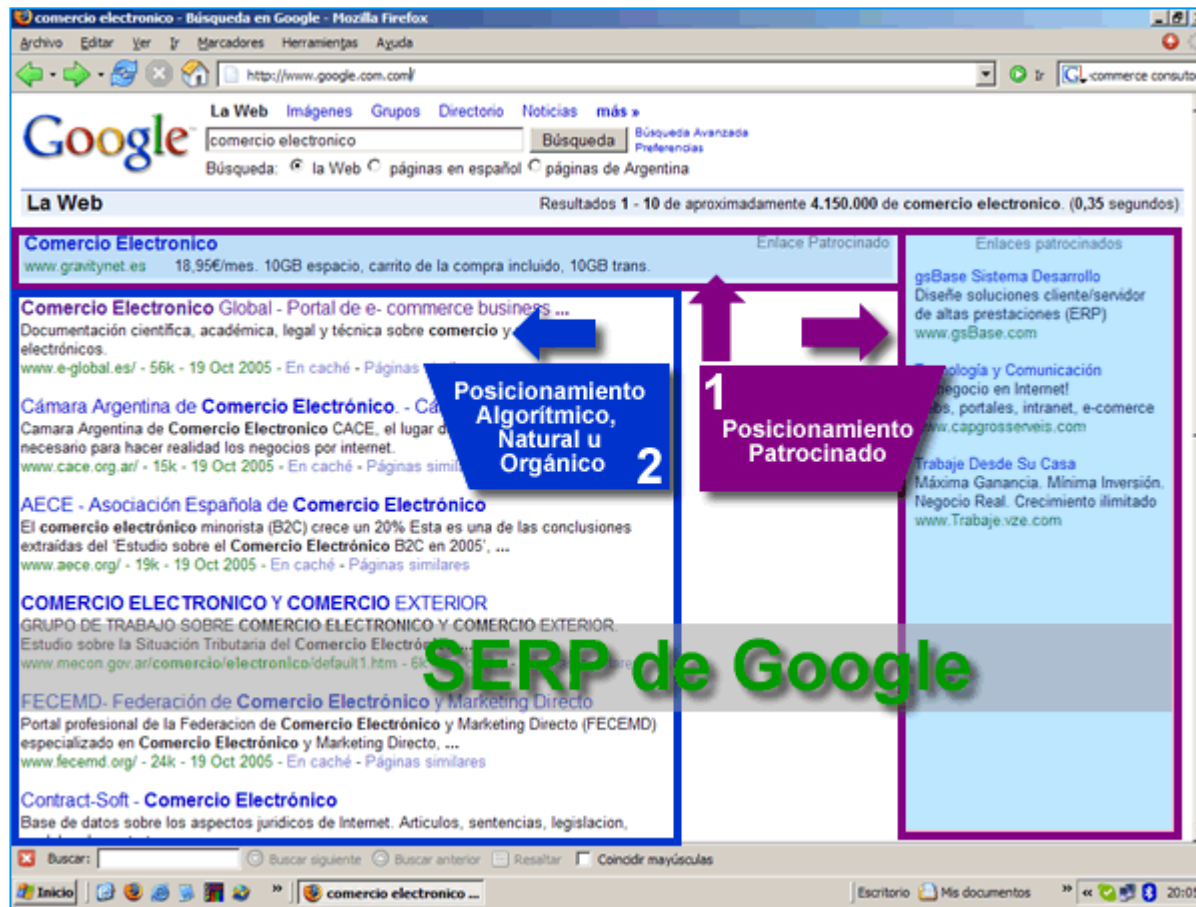 comercio electronico - Búsqueda en Google - Mozilla Firefox
Archivo Editar Ver Ir Marcadores Herramientas Ayuda
http://www.google.com.com/ Ir commerce consuto
Google
La Web Imágenes Grupos Directorio Noticias más »
comercio electronico Búsqueda Búsqueda Avanzada
Preferencias
Búsqueda: la Web páginas en español páginas de Argentina
La Web Resultados 1 - 10 de aproximadamente 4.150.000 de comercio electronico. (0,35 segundos)
Comercio Electronico Enlace Patrocinado
www.gravitynet.es 18,95€/mes. 10GB espacio, carrito de la compra incluido, 10GB trans.
Comercio Electronico Global - Portal de e- commerce business ...
Documentación científica, académica, legal y técnica sobre comercio y
electrónicos.
www.e-global.es/ - 56k - 19 Oct 2005 - En caché - Páginas
Cámara Argentina de Comercio Electrónico. -
Camara Argentina de Comercio Electronico CACE, el lugar
necesario para hacer realidad los negocios por internet.
www.cace.org.ar/ - 15k - 19 Oct 2005 - En caché - Páginas
AECE - Asociación Española de Comercio Electrónico
El comercio electrónico minorista (B2C) crece un 20% Esta es una de las conclusiones
extraídas del 'Estudio sobre el Comercio Electrónico B2C en 2005', ...
www.aece.org/ - 19k - 19 Oct 2005 - En caché - Páginas similares
COMERCIO ELECTRONICO Y COMERCIO EXTERIOR
GRUPO DE TRABAJO SOBRE COMERCIO ELECTRONICO Y COMERCIO EXTERIOR.
Estudio sobre la Situación Tributaria del Comercio
www.mecon.gov.ar/comercio/electronico/default1.htm
FECEMD- Federación de Comercio Electrónico y Marketing Directo
Portal profesional de la Federacion de Comercio Electrónico y Marketing Directo (FECEMD)
especializado en Comercio Electrónico y Marketing Directo, ...
www.fecemd.org/ - 24k - 19 Oct 2005 - En caché - Páginas similares
Contract-Soft - Comercio Electrónico
Base de datos sobre los aspectos juridicos de Internet. Articulos, sentencias, legislacion,
Enlaces patrocinados
gsBase Sistema Desarrollo
Diseñe soluciones cliente/servidor
de altas prestaciones (ERP)
www.gsBase.com
y Comunicación
negocio en Internet!
portales, intranet, e-comerce
www.capgrosserveis.com
Trabaje Desde Su Casa
Máxima Ganancia. Mínima Inversión.
Negocio Real. Crecimiento ilimitado
www.Trabaje.vze.com
Posicionamiento
Algorítmico,
Natural u
Orgánico 2
1
Posicionamiento
Patrocinado
SERP de Google
Buscar: Buscar siguiente Buscar anterior Resaltar Coincidir mayúsculas
Inicio » comercio electronico ... Escritorio Mis documentos » « 20:05